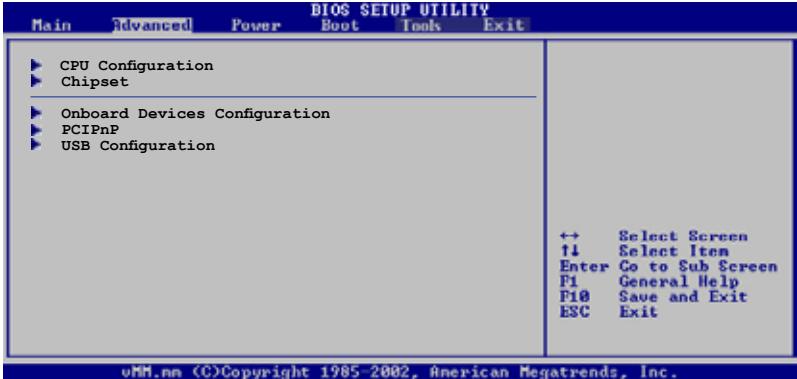 BIOS SETUP UTILITY
Main Advanced Power Boot Tools Exit
CPU Configuration
Chipset
Onboard Devices Configuration
PCIPnP
USB Configuration
↔ Select Screen
↑↓ Select Item
Enter Go to Sub Screen
F1 General Help
F10 Save and Exit
ESC Exit
vMM.mm (C)Copyright 1985-2002, American Megatrends, Inc.